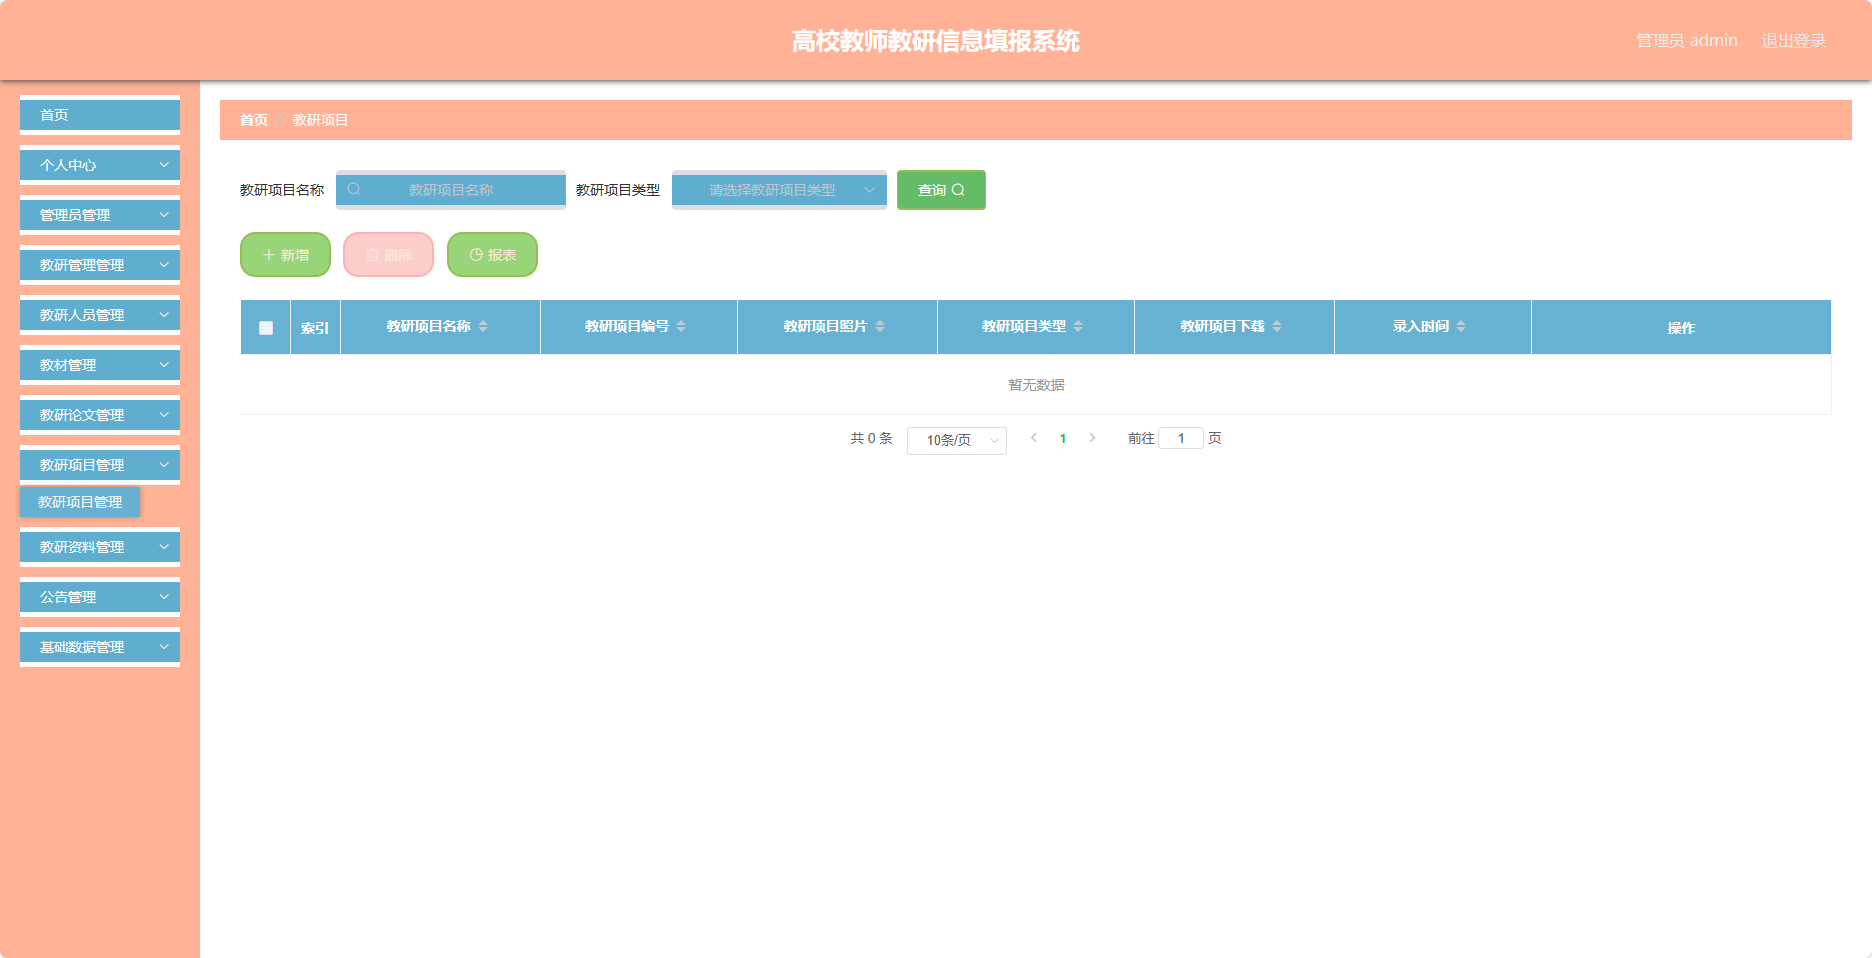 高校教师教研信息填报系统
管理员 admin 退出登录
首页
个人中心
管理员管理
教研管理管理
教研人员管理
教材管理
教研论文管理
教研项目管理
教研项目管理
教研资料管理
公告管理
基础数据管理
首页 / 教研项目
教研项目名称 教研项目名称 教研项目类型 请选择教研项目类型 查询
新增 删除 报表
索引 教研项目名称 教研项目编号 教研项目照片 教研项目类型 教研项目下载 录入时间 操作
暂无数据
共 0 条 10条/页 1 前往 1 页